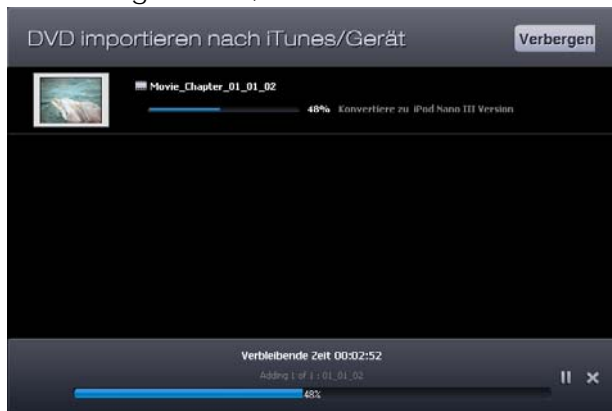 DVD importieren nach iTunes/Gerät
Verbergen
Movie_Chapter_01_01_02
48% Konvertiere zu iPod Nano III Version
Verbleibende Zeit 00:02:52
Adding 1 of 1 : 01_01_02
48%